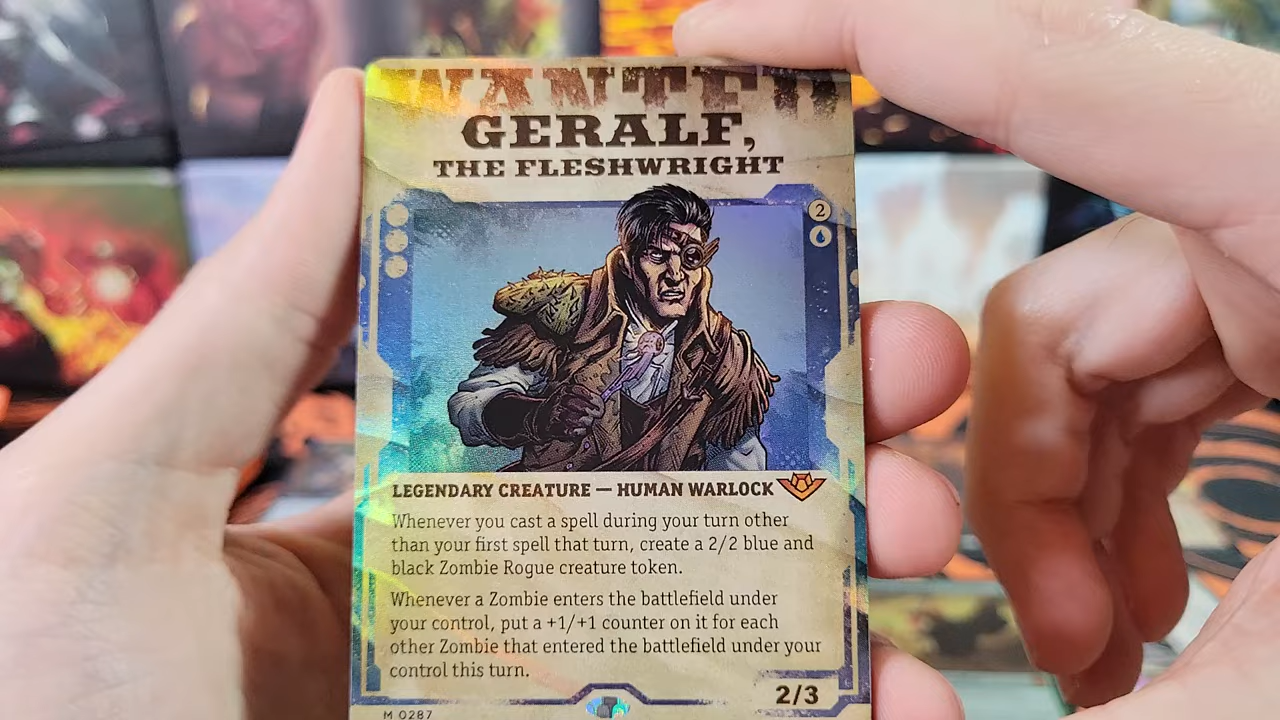 WANTED
GERALF,
THE FLESHWRIGHT
2
LEGENDARY CREATURE — HUMAN WARLOCK
Whenever you cast a spell during your turn other
than your first spell that turn, create a 2/2 blue and
black Zombie Rogue creature token.
Whenever a Zombie enters the battlefield under
your control, put a +1/+1 counter on it for each
other Zombie that entered the battlefield under your
control this turn.
2/3
M 0287